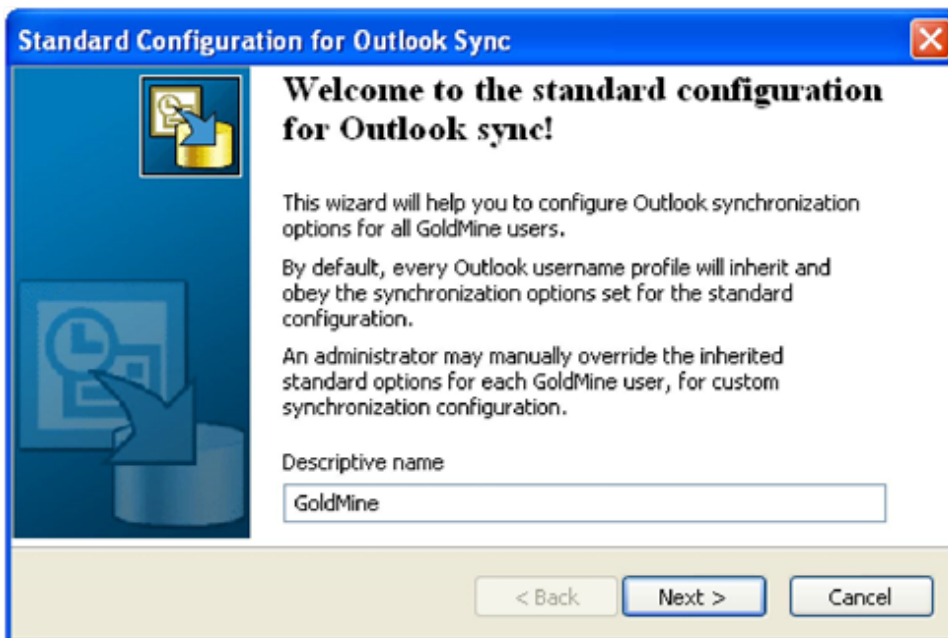 Standard Configuration for Outlook Sync
Welcome to the standard configuration
for Outlook sync!
This wizard will help you to configure Outlook synchronization
options for all GoldMine users.
By default, every Outlook username profile will inherit and
obey the synchronization options set for the standard
configuration.
An administrator may manually override the inherited
standard options for each GoldMine user, for custom
synchronization configuration.
Descriptive name
GoldMine
< Back
Next >
Cancel